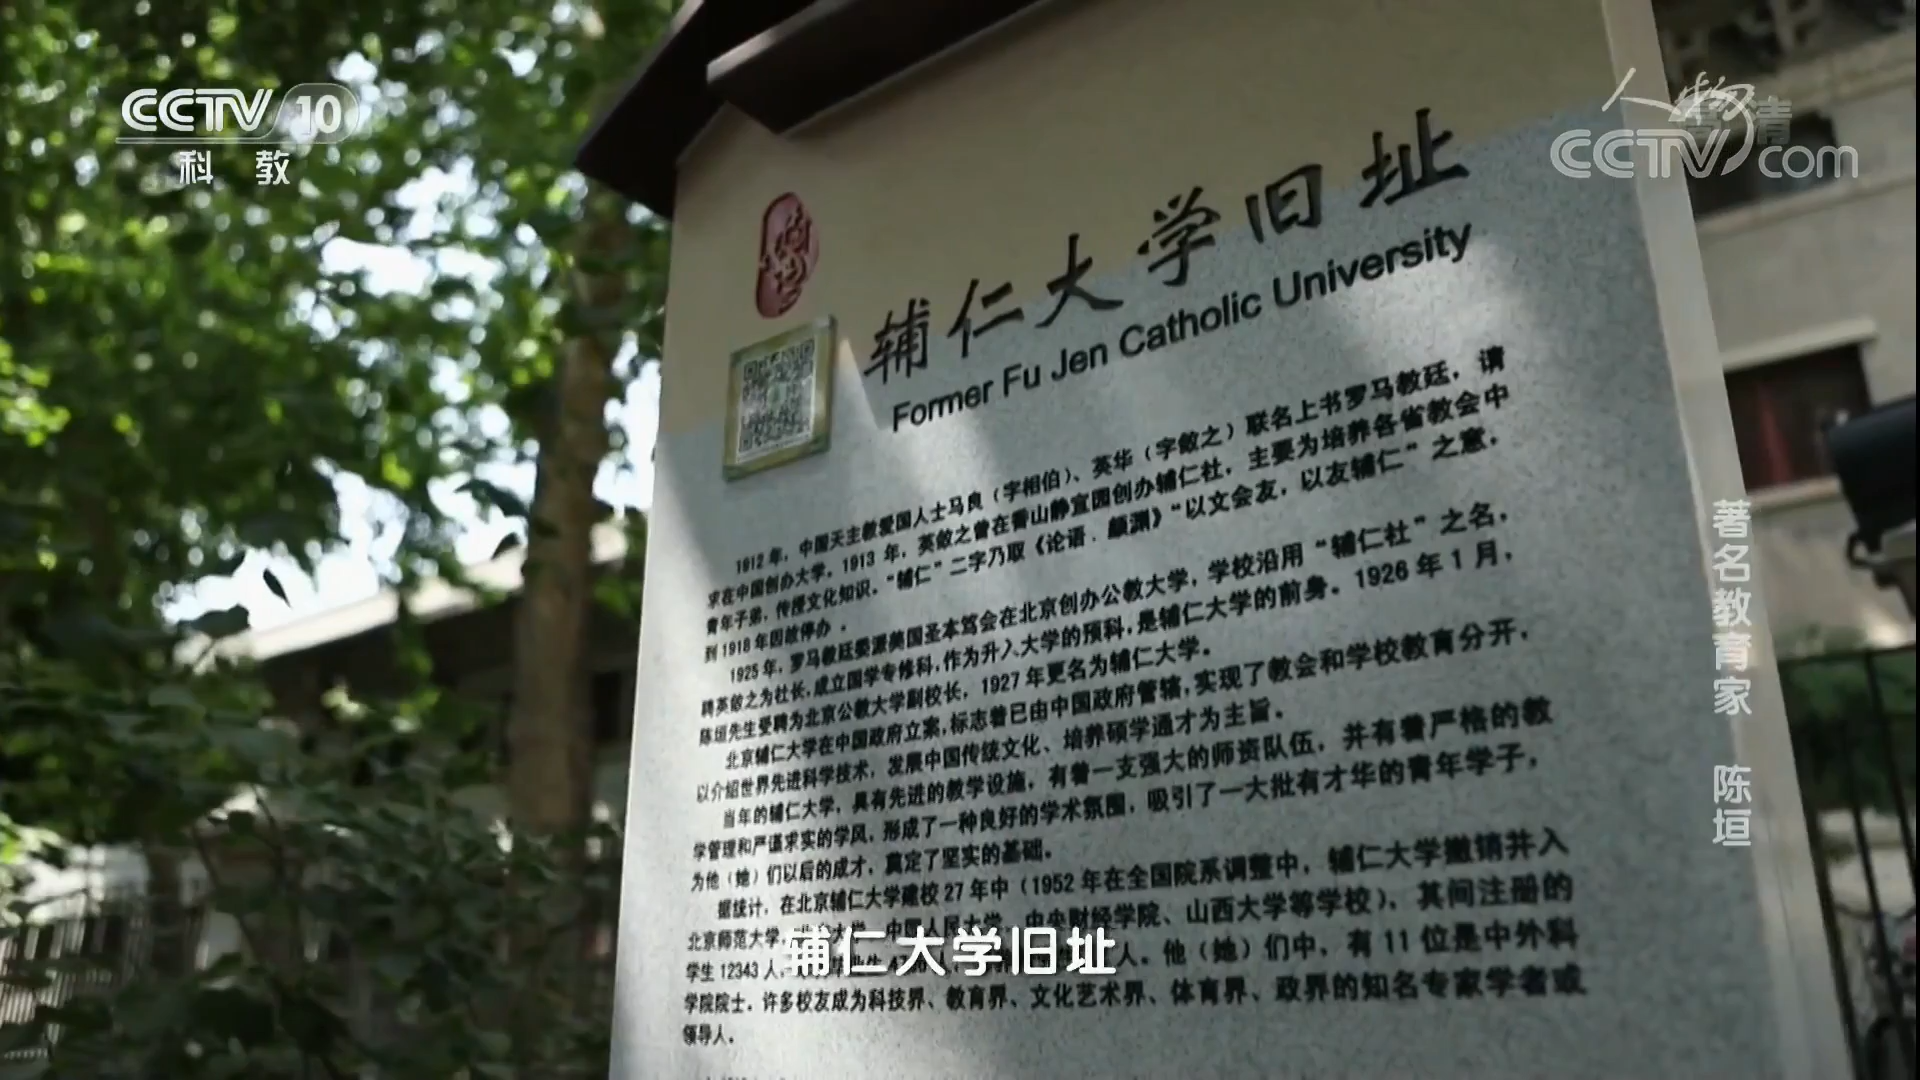 CCTV 10
科教
人物
CCTV com
高清
著名教育家 陈垣
辅仁大学旧址
Former Fu Jen Catholic University
1912年，中国天主教爱国人士马良（字相伯）、英华（字敛之）联名上书罗马教廷，请
求在中国创办大学。1913年，英敛之曾在香山静宜园创办辅仁社，主要为培养各省教会中
青年子弟，传授文化知识。“辅仁”二字乃取《论语．颜渊》“以文会友，以友辅仁”之意。
到1918年因故停办。
1925年，罗马教廷委派美国圣本笃会在北京创办公教大学，学校沿用“辅仁社”之名，
聘英敛之为社长，成立国学专修科，作为升入大学的预科，是辅仁大学的前身。1926年1月，
陈垣先生受聘为北京公教大学副校长，1927年更名为辅仁大学。
北京辅仁大学在中国政府立案，标志着已由中国政府管辖，实现了教会和学校教育分开，
以介绍世界先进科学技术，发展中国传统文化、培养硕学通才为主旨。
当年的辅仁大学，具有先进的教学设施，有着一支强大的师资队伍，并有着严格的教
学管理和严谨求实的学风，形成了一种良好的学术氛围，吸引了一大批有才华的青年学子，
为他（她）们以后的成才，奠定了坚实的基础。
据统计，在北京辅仁大学建校27年中（1952年在全国院系调整中，辅仁大学撤销并入
北京师范大学、大学、中国人民大学、中央财经学院、山西大学等学校），其间注册的
学生12343人，人。他（她）们中，有11位是中外科
学院院士。许多校友成为科技界、教育界、文化艺术界、体育界、政界的知名专家学者或
领导人。
辅仁大学旧址